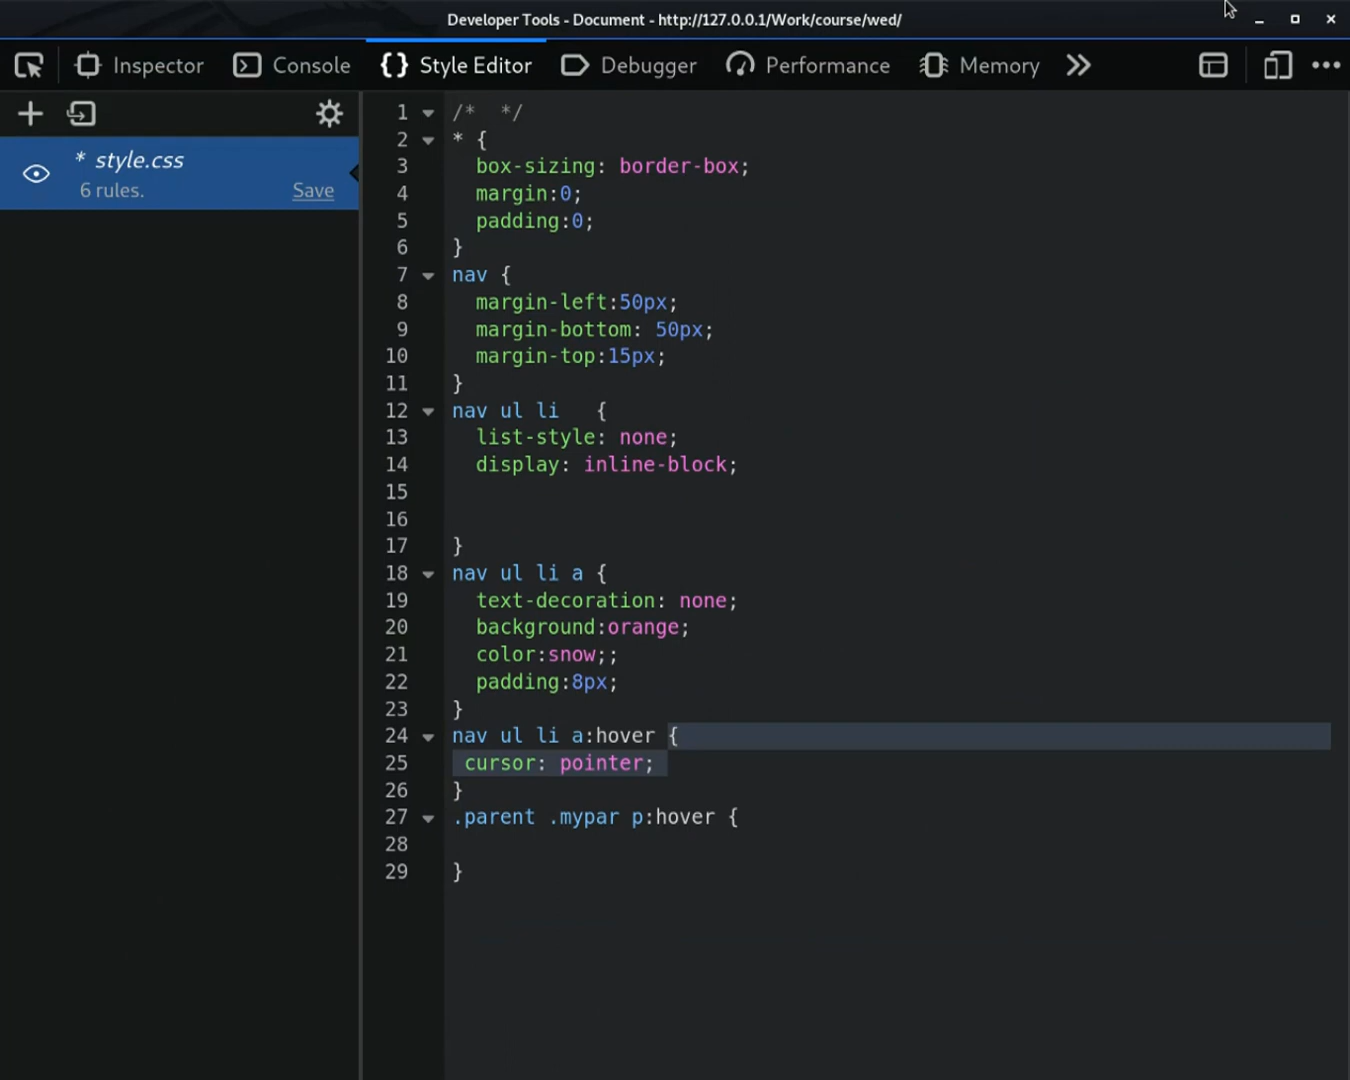 Developer Tools - Document - http://127.0.0.1/Work/course/wed/
Inspector Console Style Editor Debugger Performance Memory
* style.css
6 rules. Save
1 /*  */
2 * {
3   box-sizing: border-box;
4   margin:0;
5   padding:0;
6 }
7 nav {
8   margin-left:50px;
9   margin-bottom: 50px;
10   margin-top:15px;
11 }
12 nav ul li   {
13   list-style: none;
14   display: inline-block;
15
16
17 }
18 nav ul li a {
19   text-decoration: none;
20   background:orange;
21   color:snow;;
22   padding:8px;
23 }
24 nav ul li a:hover {
25  cursor: pointer;
26 }
27 .parent .mypar p:hover {
28
29 }